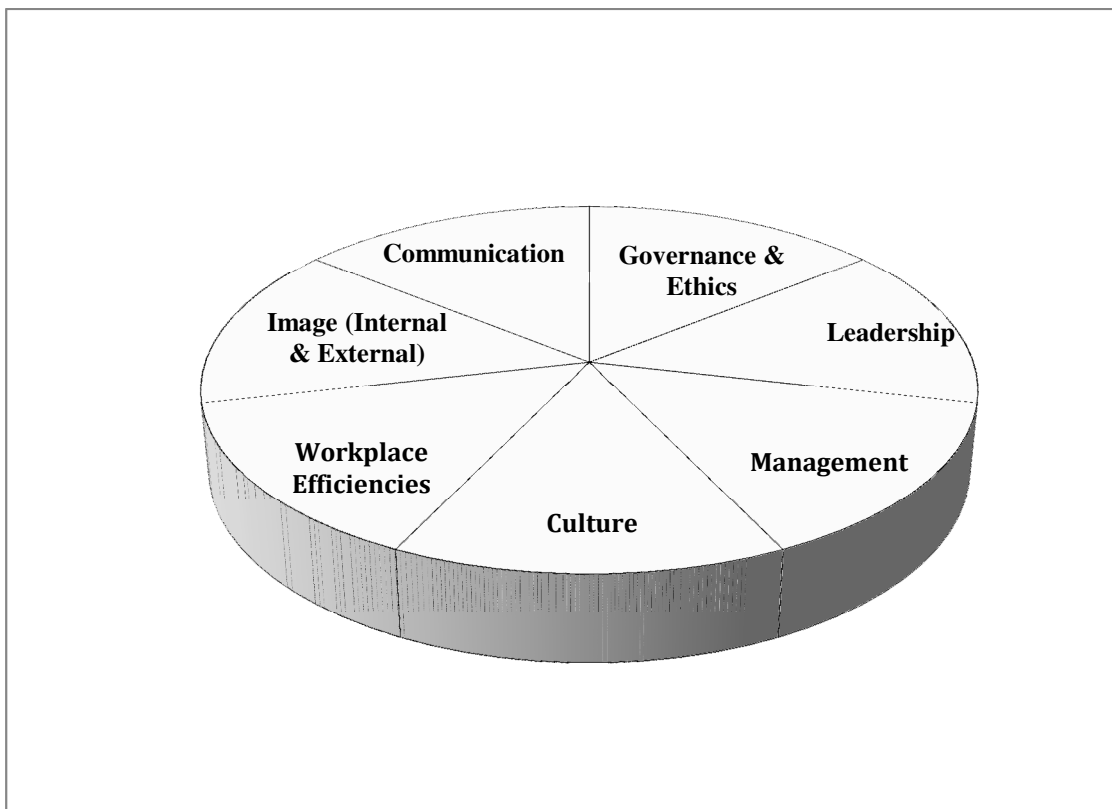 Communication
Governance &
Ethics
Image (Internal
& External)
Leadership
Workplace
Efficiencies
Management
Culture